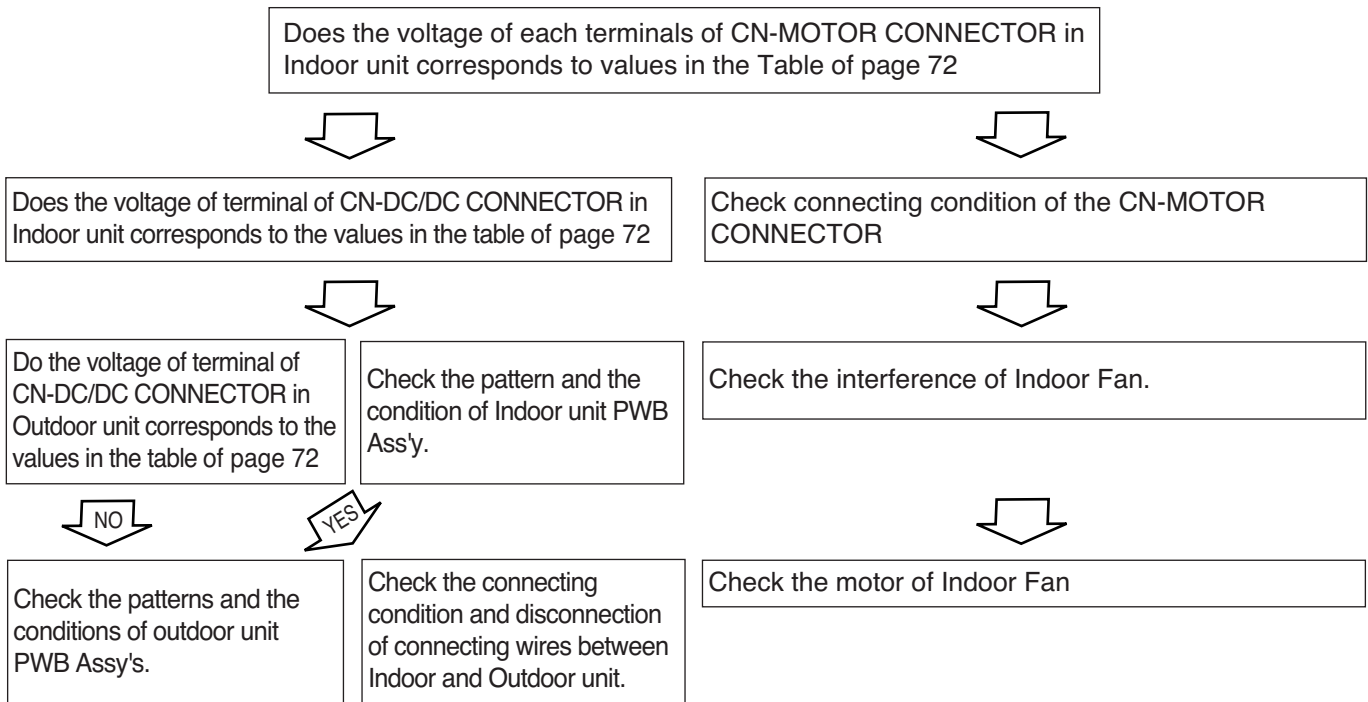 Does the voltage of each terminals of CN-MOTOR CONNECTOR in
Indoor unit corresponds to values in the Table of page 72
Does the voltage of terminal of CN-DC/DC CONNECTOR in
Indoor unit corresponds to the values in the table of page 72
Check connecting condition of the CN-MOTOR
CONNECTOR
Do the voltage of terminal of
CN-DC/DC CONNECTOR in
Outdoor unit corresponds to the
values in the table of page 72
Check the pattern and the
condition of Indoor unit PWB
Ass'y.
Check the interference of Indoor Fan.
NO
YES
Check the patterns and the
conditions of outdoor unit
PWB Assy's.
Check the connecting
condition and disconnection
of connecting wires between
Indoor and Outdoor unit.
Check the motor of Indoor Fan